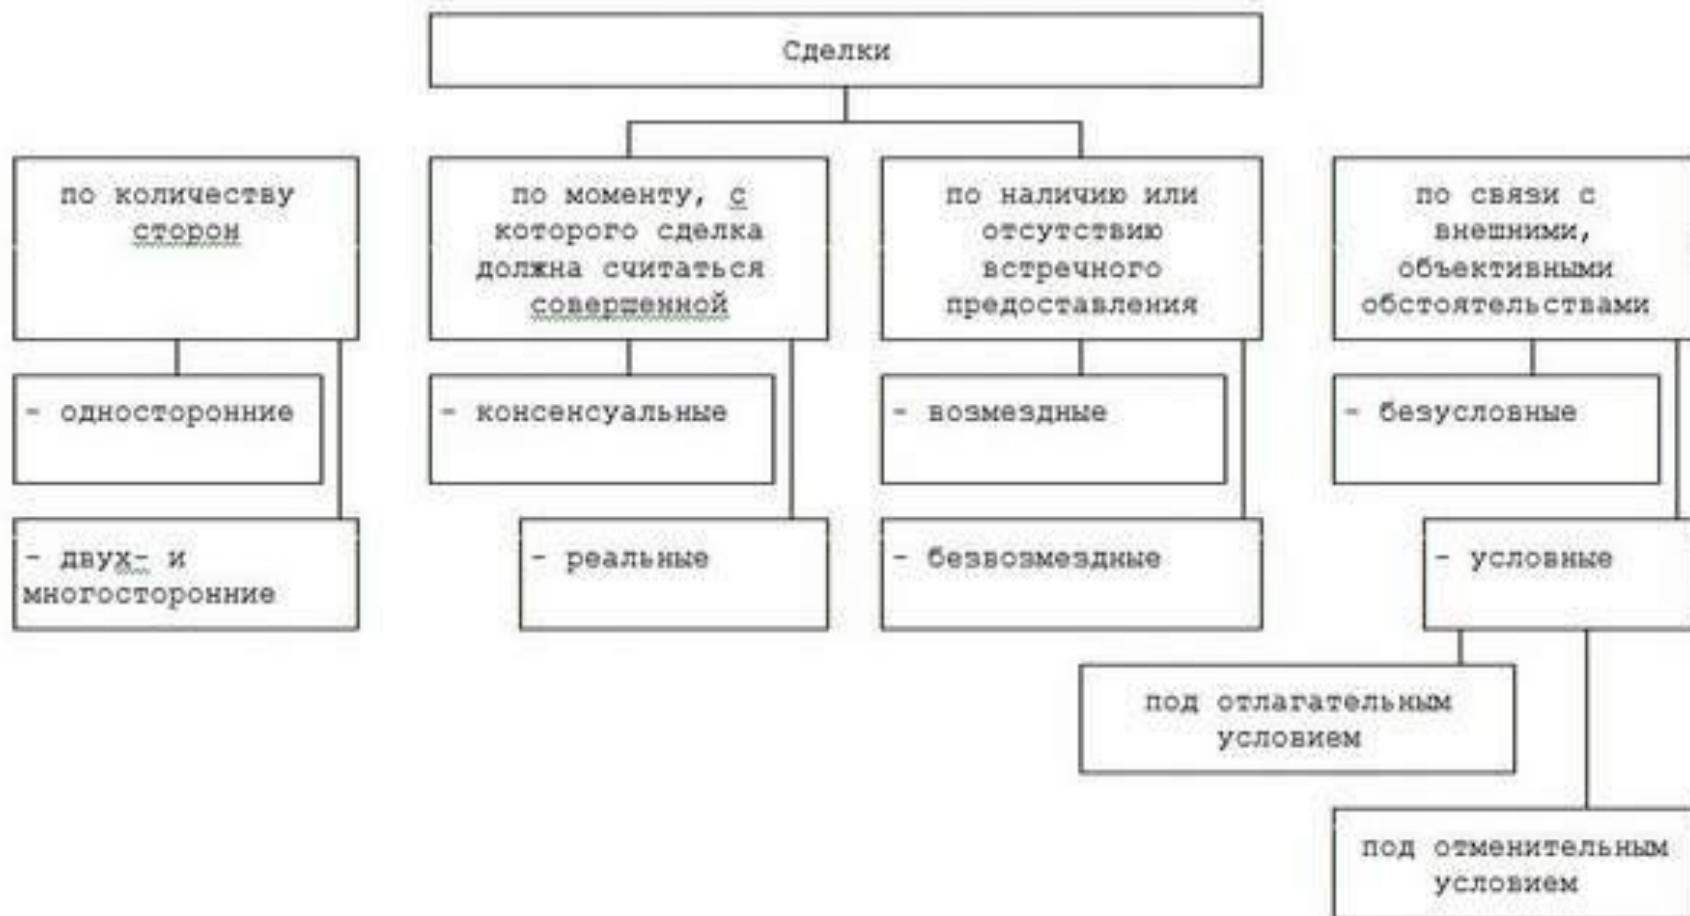 Сделки
по количеству
сторон
по моменту, с
которого сделка
должна считаться
совершенной
по наличию или
отсутствию
встречного
предоставления
по связи с
внешними,
объективными
обстоятельствами
- односторонние
- консенсуальные
- возмездные
- безусловные
- двух- и
многосторонние
- реальные
- безвозмездные
- условные
под отлагательным
условием
под отменительным
условием